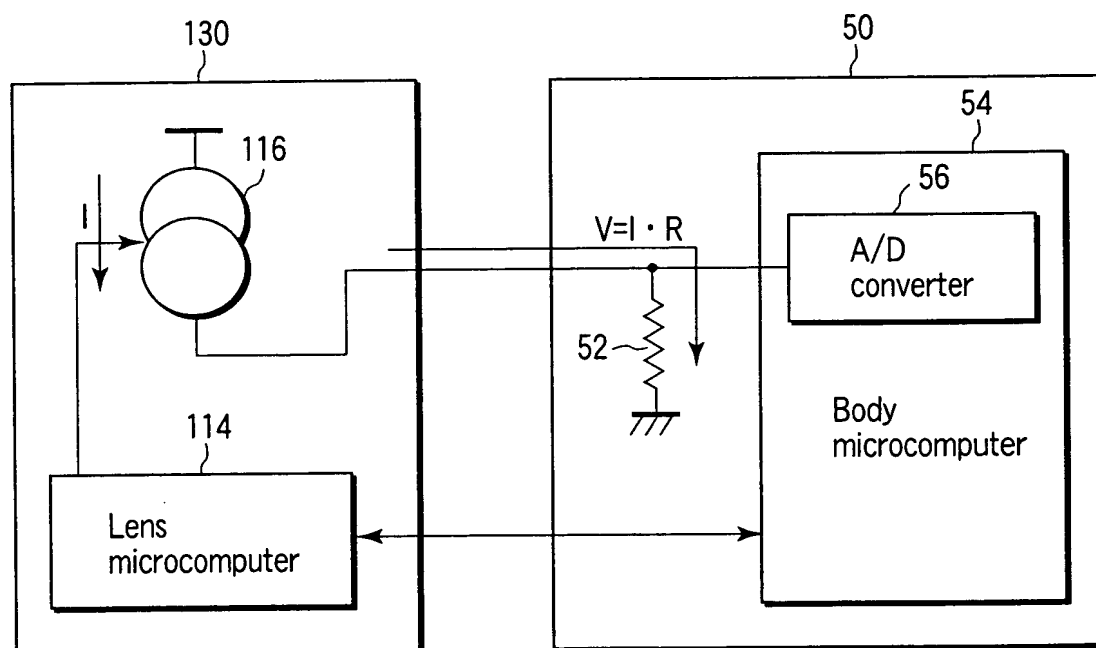 130
50
54
116
56
I
V=I · R
A/D
converter
52
Body
microcomputer
114
Lens
microcomputer